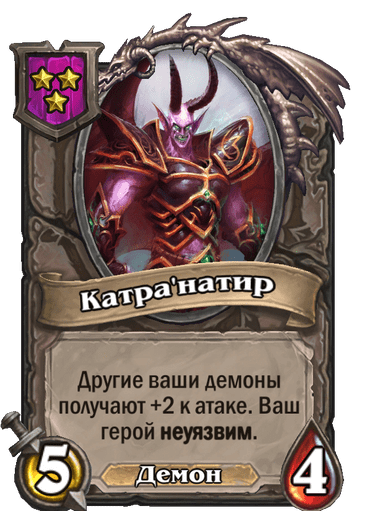 Катра'натир
Другие ваши демоны
получают +2 к атаке. Ваш
герой неуязвим.
5
Демон
4